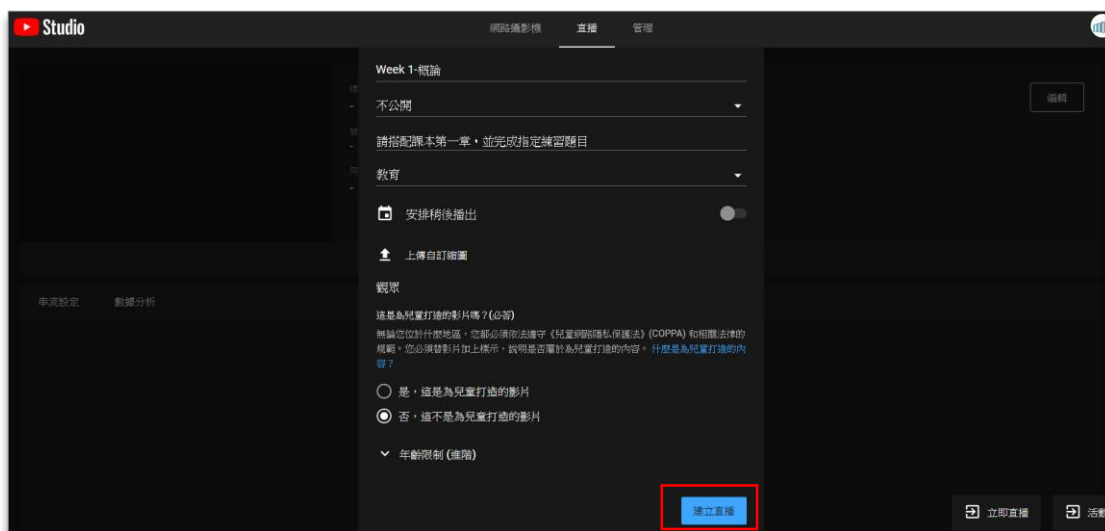 Studio
網路攝影機 直播 管理
Week 1-概論
不公開
編輯
請搭配課本第一章，並完成指定練習題目
教育
安排稍後播出
上傳自訂縮圖
觀眾
串流設定 數據分析
這是為兒童打造的影片嗎？(必答)
無論您位於什麼地區，您都必須依法遵守《兒童網路隱私保護法》(COPPA) 和相關法律的
規範。您必須替影片加上標示，說明是否屬於為兒童打造的內容。 什麼是為兒童打造的內
容？
是，這是為兒童打造的影片
否，這不是為兒童打造的影片
年齡限制 (進階)
建立直播
立即直播